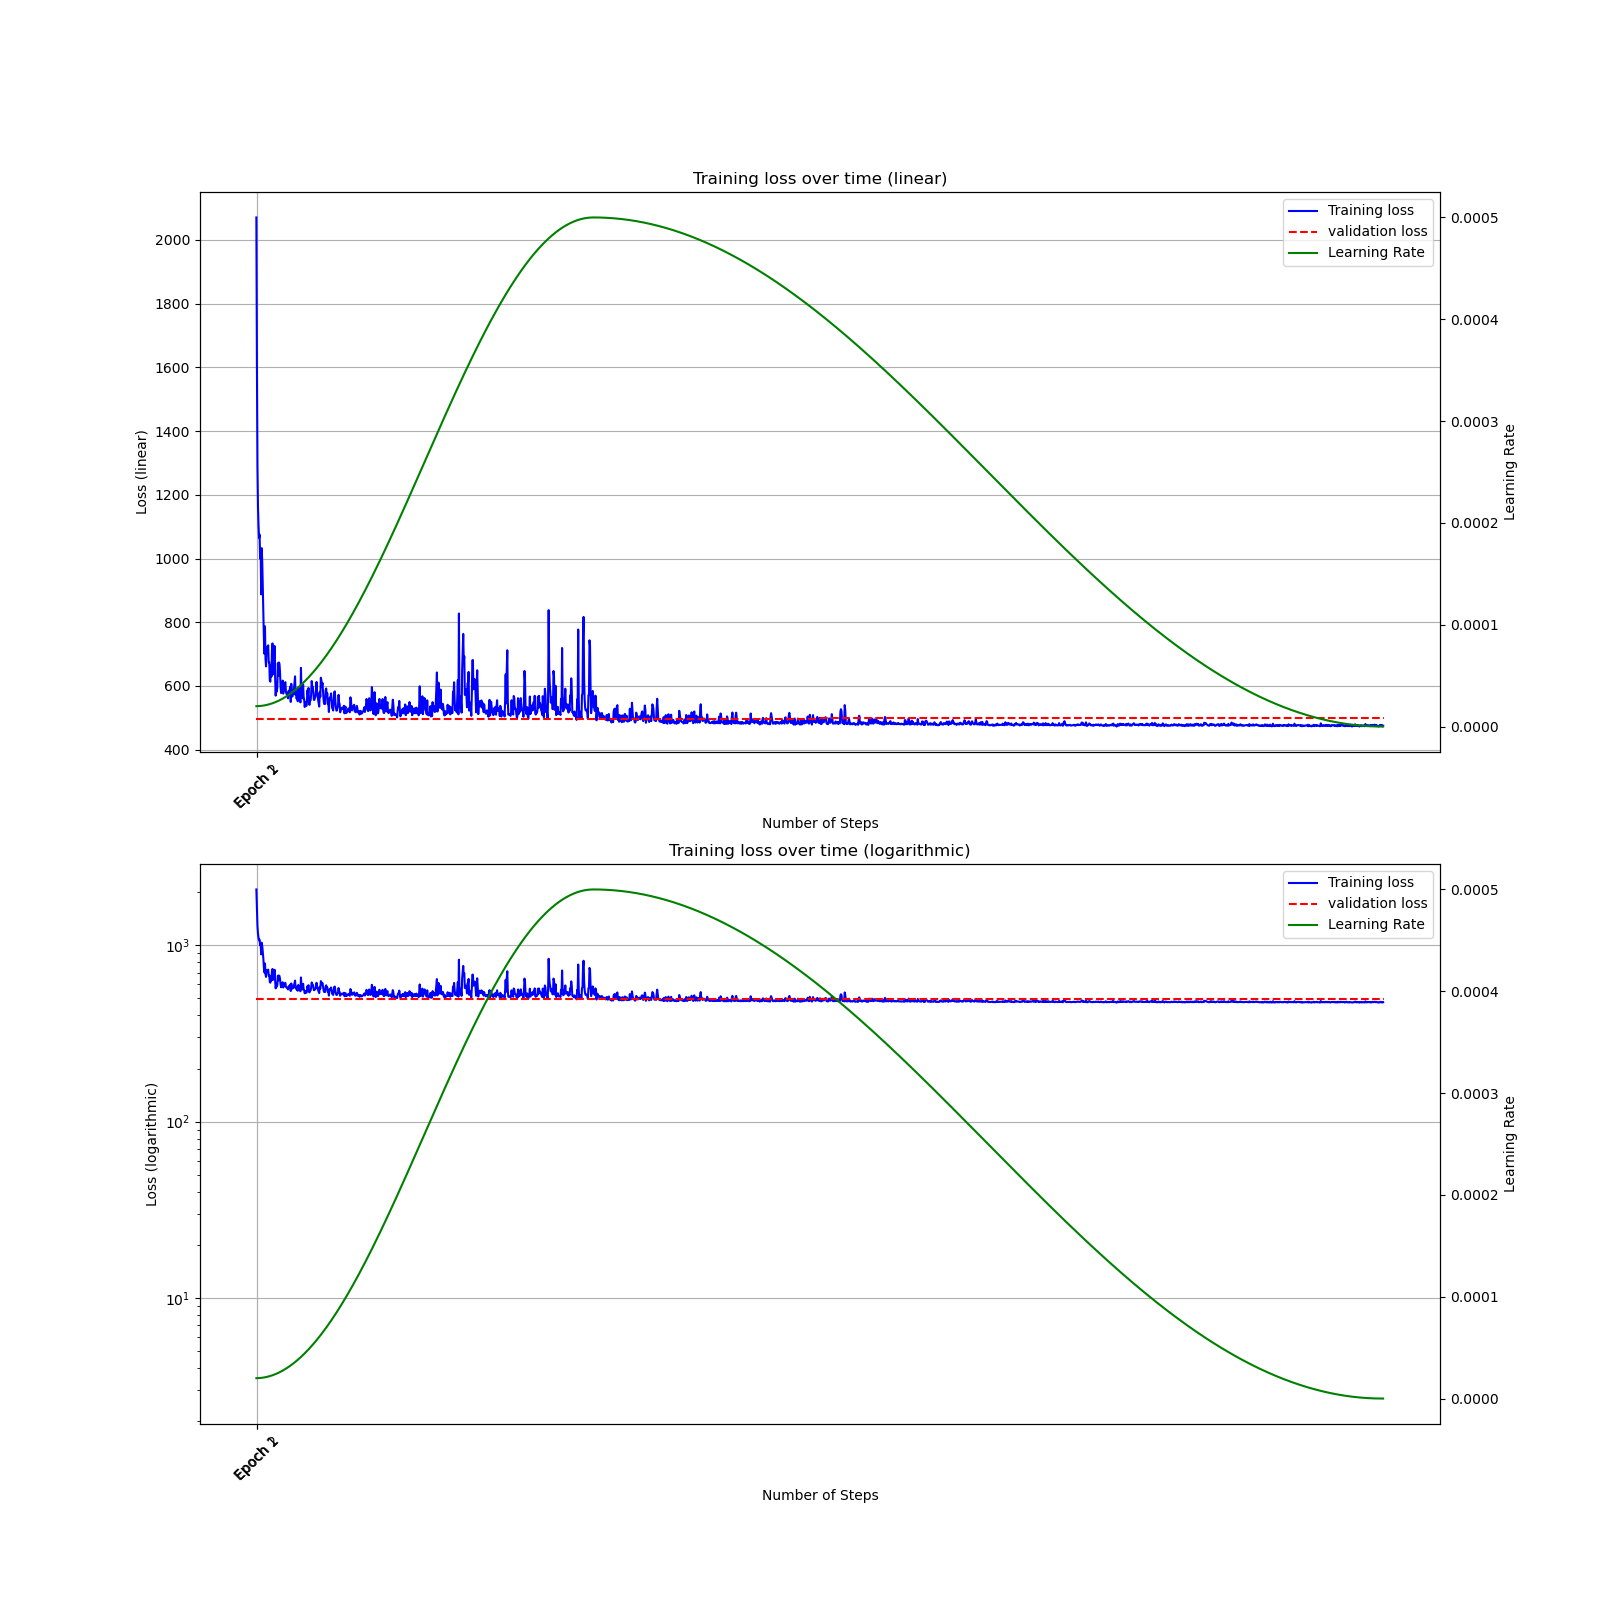 Training loss over time (linear)
Training loss
validation loss
Learning Rate
2000
1800
1600
1400
1200
1000
800
600
400
Loss (linear)
0.0005
0.0004
0.0003
0.0002
0.0001
0.0000
Learning Rate
Epoch
Number of Steps
Training loss over time (logarithmic)
Training loss
validation loss
Learning Rate
10³
10²
10¹
Loss (logarithmic)
0.0005
0.0004
0.0003
0.0002
0.0001
0.0000
Learning Rate
Epoch
Number of Steps